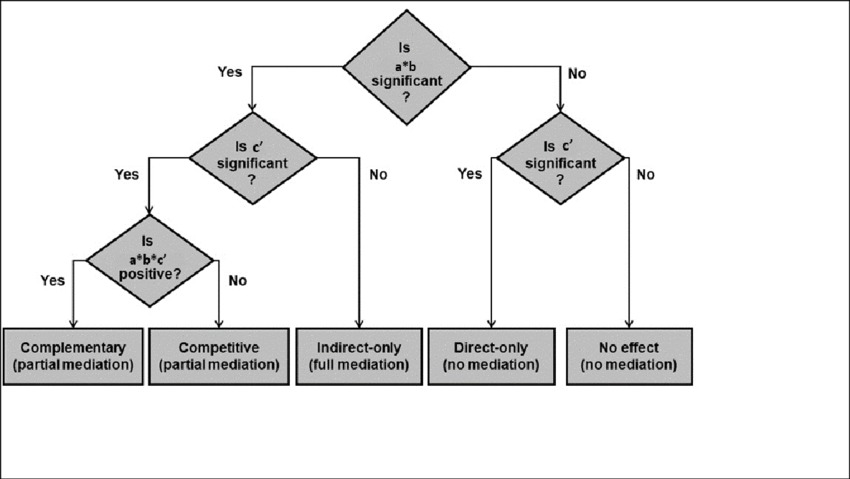 Is
a*b
significant
?
Yes
No
Is c′
significant
?
Is c′
significant
?
Yes
No
Yes
No
Is
a*b*c′
positive?
Yes
No
Complementary
(partial mediation)
Competitive
(partial mediation)
Indirect-only
(full mediation)
Direct-only
(no mediation)
No effect
(no mediation)